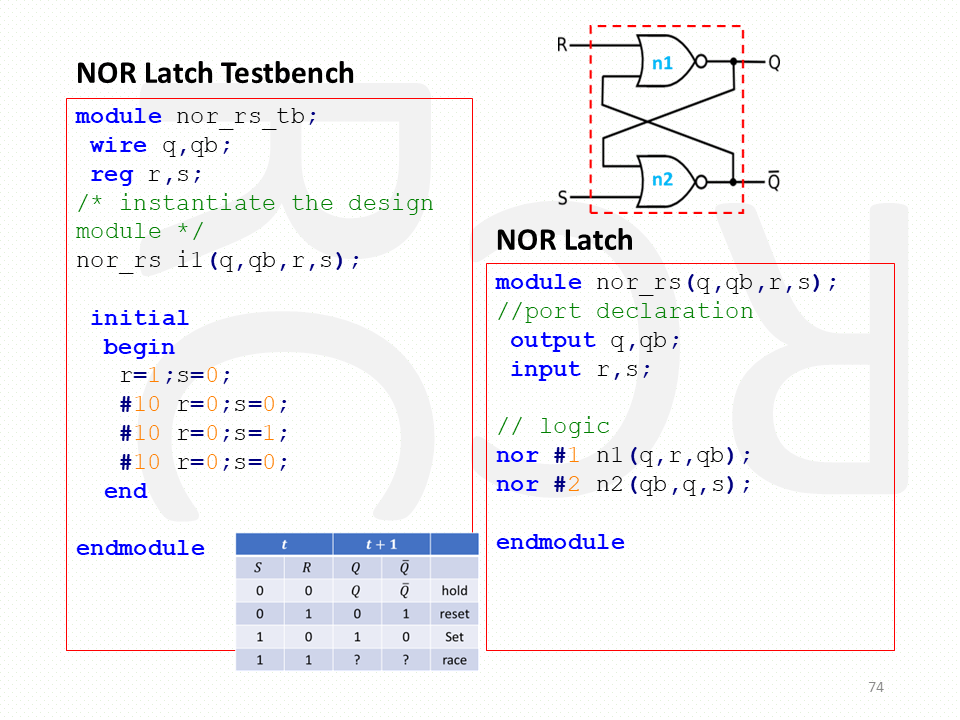 NOR Latch Testbench
module nor_rs_tb;
wire q,qb;
reg r,s;
/* instantiate the design
module */
nor_rs i1(q,qb,r,s);
initial
begin
r=1;s=0;
#10 r=0;s=0;
#10 r=0;s=1;
#10 r=0;s=0;
end
endmodule
t t + 1
S R Q Q̅
0 0 Q Q̅ hold
0 1 0 1 reset
1 0 1 0 Set
1 1 ? ? race
R n1 Q
n2
S Q̅
NOR Latch
module nor_rs(q,qb,r,s);
//port declaration
output q,qb;
input r,s;
// logic
nor #1 n1(q,r,qb);
nor #2 n2(qb,q,s);
endmodule
74